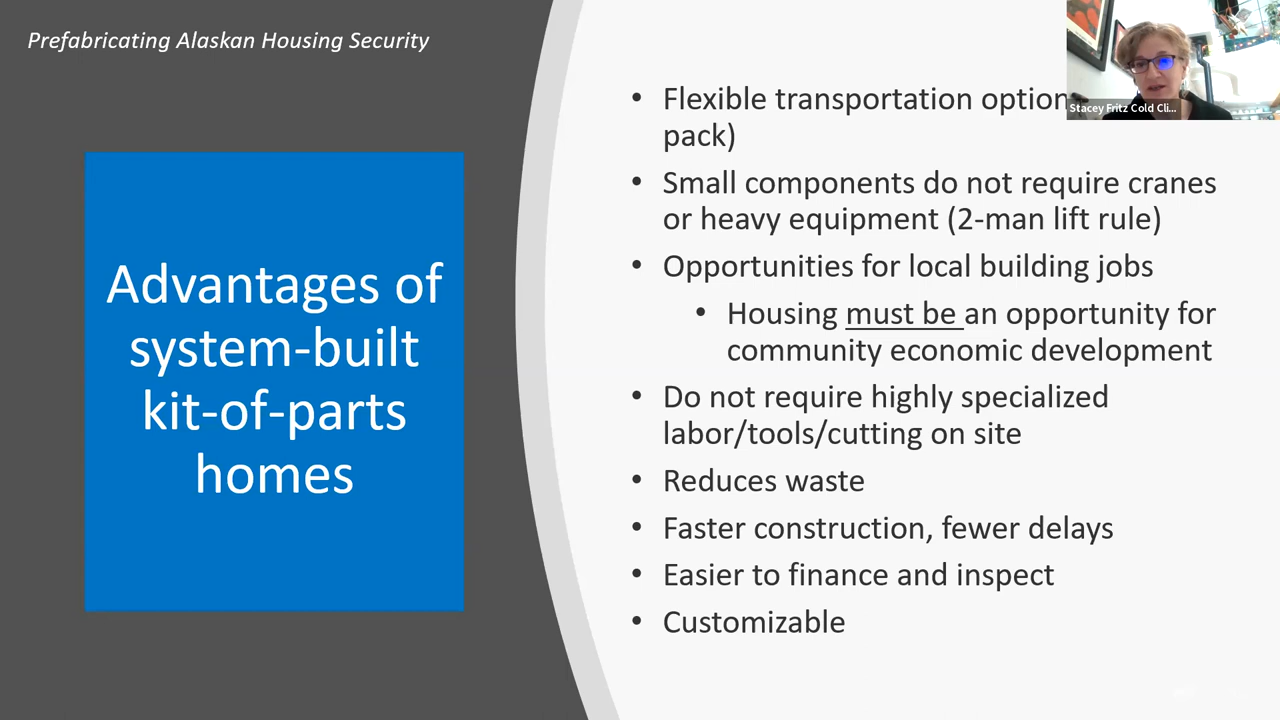 Prefabricating Alaskan Housing Security
Advantages of
system-built
kit-of-parts
homes
• Flexible transportation option
pack)
• Small components do not require cranes
or heavy equipment (2-man lift rule)
• Opportunities for local building jobs
• Housing must be an opportunity for
community economic development
• Do not require highly specialized
labor/tools/cutting on site
• Reduces waste
• Faster construction, fewer delays
• Easier to finance and inspect
• Customizable
Stacey Fritz Cold Cli...